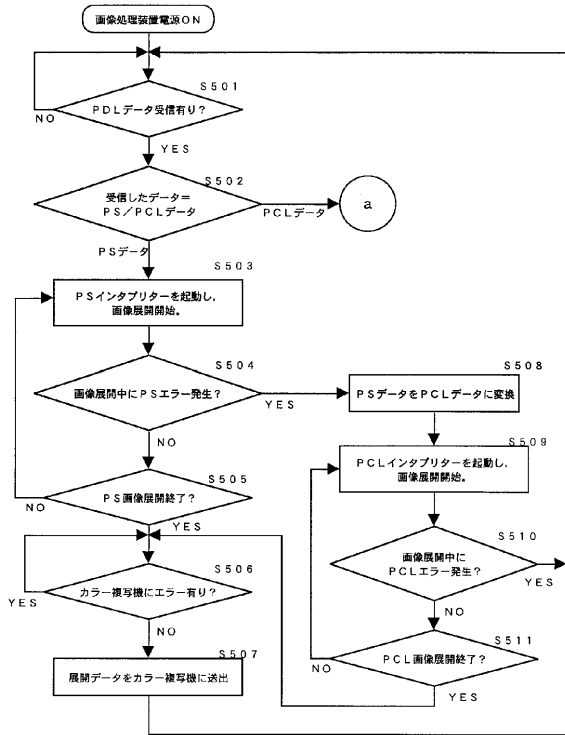 画像処理装置電源ON
S501
PDLデータ受信有り?
NO
YES
S502
受信したデータ=
PS/PCLデータ
PCLデータ
a
PSデータ
S503
PSインタプリターを起動し,
画像展開開始。
S504
画像展開中にPSエラー発生?
YES
NO
S508
PSデータをPCLデータに変換
S509
PCLインタプリターを起動し,
画像展開開始。
S505
PS画像展開終了?
NO
YES
S510
画像展開中に
PCLエラー発生?
YES
NO
S506
カラー複写機にエラー有り?
YES
NO
S511
PCL画像展開終了?
NO
YES
S507
展開データをカラー複写機に送出